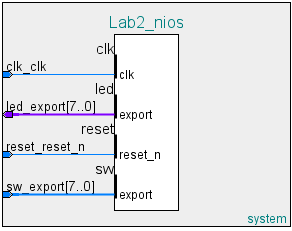 Lab2_nios
clk
clk_clk
clk
led
led_export[7..0]
export
reset
reset_reset_n
reset_n
sw
sw_export[7..0]
export
system